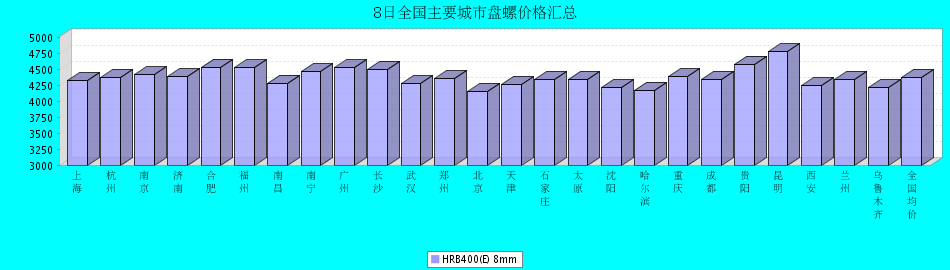 8日全国主要城市盘螺价格汇总
5000
4750
4500
4250
4000
3750
3500
3250
3000
上海
杭州
南京
济南
合肥
福州
南昌
南宁
广州
长沙
武汉
郑州
北京
天津
石家庄
太原
沈阳
哈尔滨
重庆
成都
贵阳
昆明
西安
兰州
乌鲁木齐
全国均价
HRB400(E) 8mm